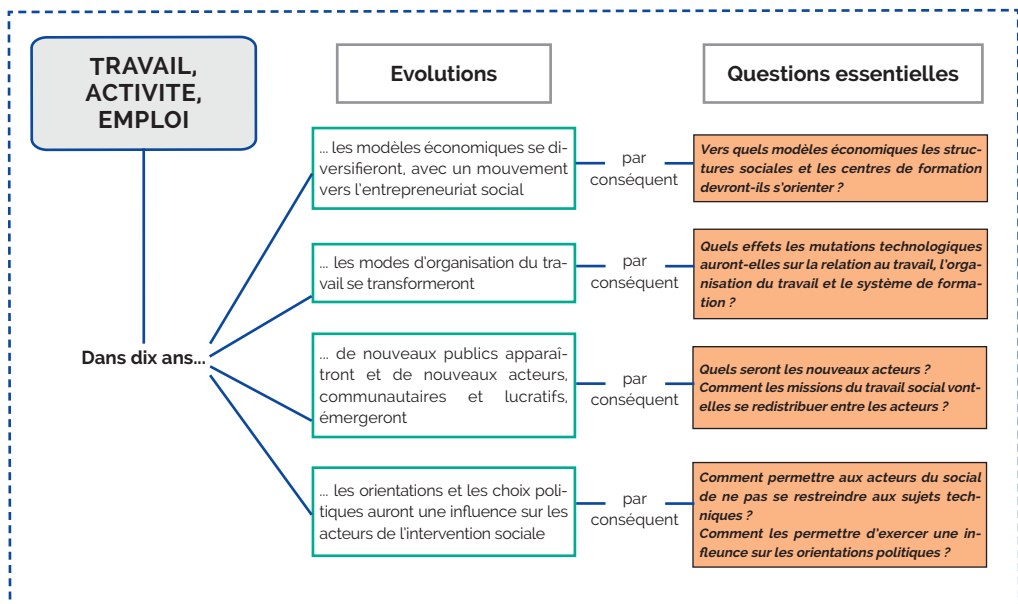 TRAVAIL,
ACTIVITE,
EMPLOI
Evolutions
Questions essentielles
... les modèles économiques se di-
versifieront, avec un mouvement
vers l'entrepreneuriat social
par
conséquent
Vers quels modèles économiques les struc-
tures sociales et les centres de formation
devront-ils s'orienter ?
... les modes d'organisation du tra-
vail se transformeront
par
conséquent
Quels effets les mutations technologiques
auront-elles sur la relation au travail, l'orga-
nisation du travail et le système de forma-
tion ?
Dans dix ans...
... de nouveaux publics apparaî-
tront et de nouveaux acteurs,
communautaires et lucratifs,
émergeront
par
conséquent
Quels seront les nouveaux acteurs ?
Comment les missions du travail social vont-
elles se redistribuer entre les acteurs ?
... les orientations et les choix poli-
tiques auront une influence sur les
acteurs de l'intervention sociale
par
conséquent
Comment permettre aux acteurs du social
de ne pas se restreindre aux sujets tech-
niques ?
Comment les permettre d'exercer une in-
fleunce sur les orientations politiques ?